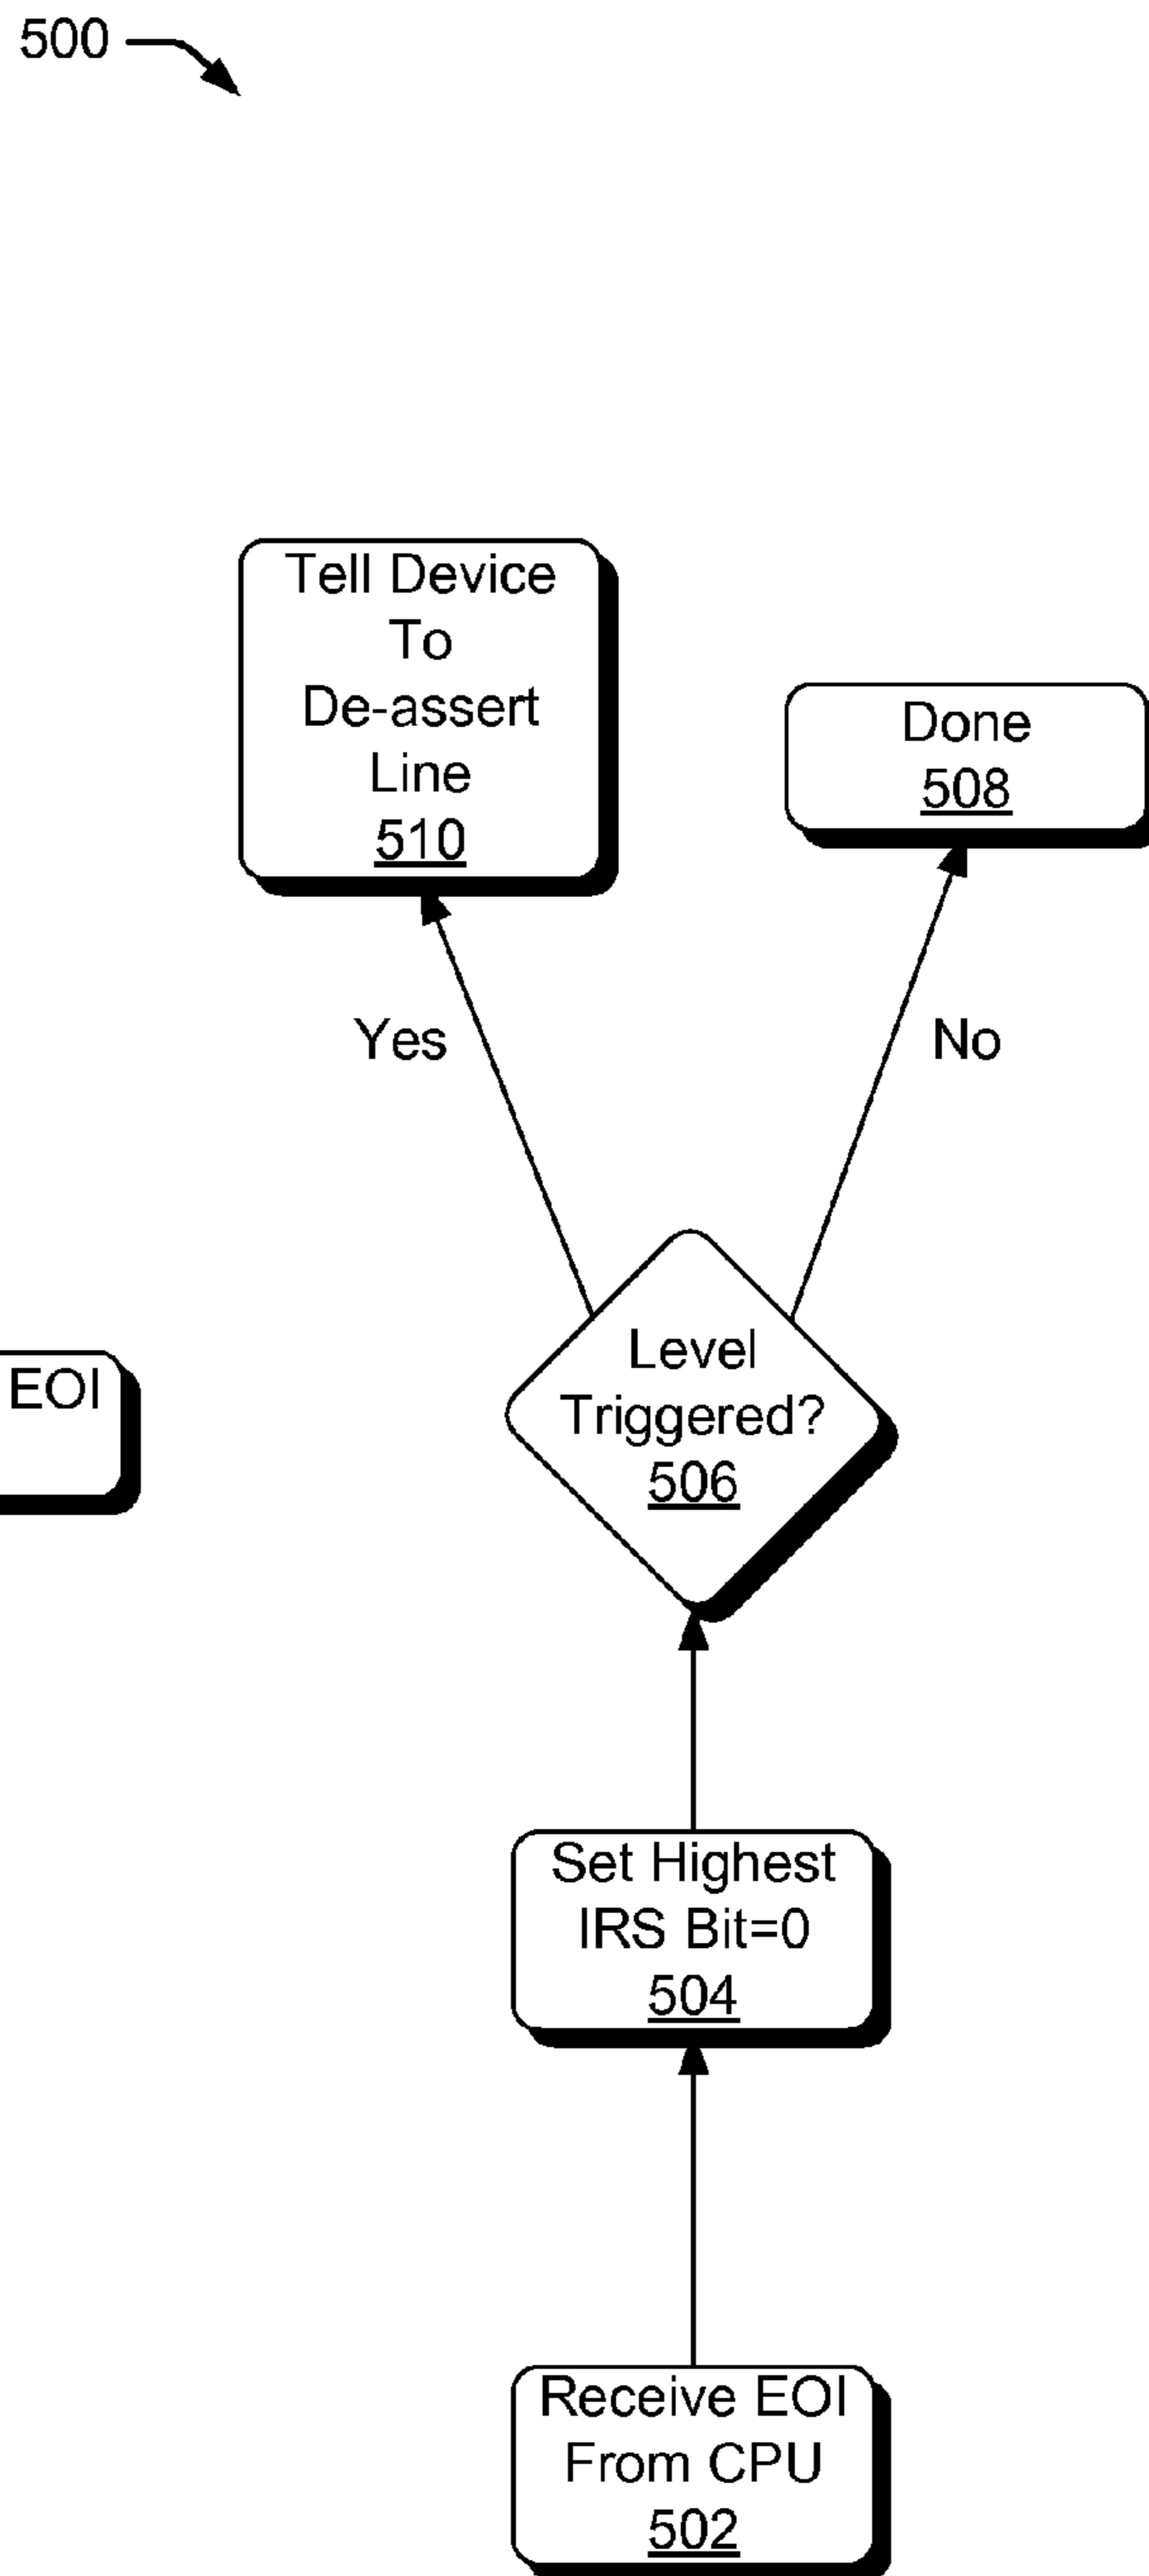 500
Tell Device
To
De-assert
Line
510
Done
508
Yes
No
Level
Triggered?
506
EOI
Set Highest
IRS Bit=0
504
Receive EOI
From CPU
502